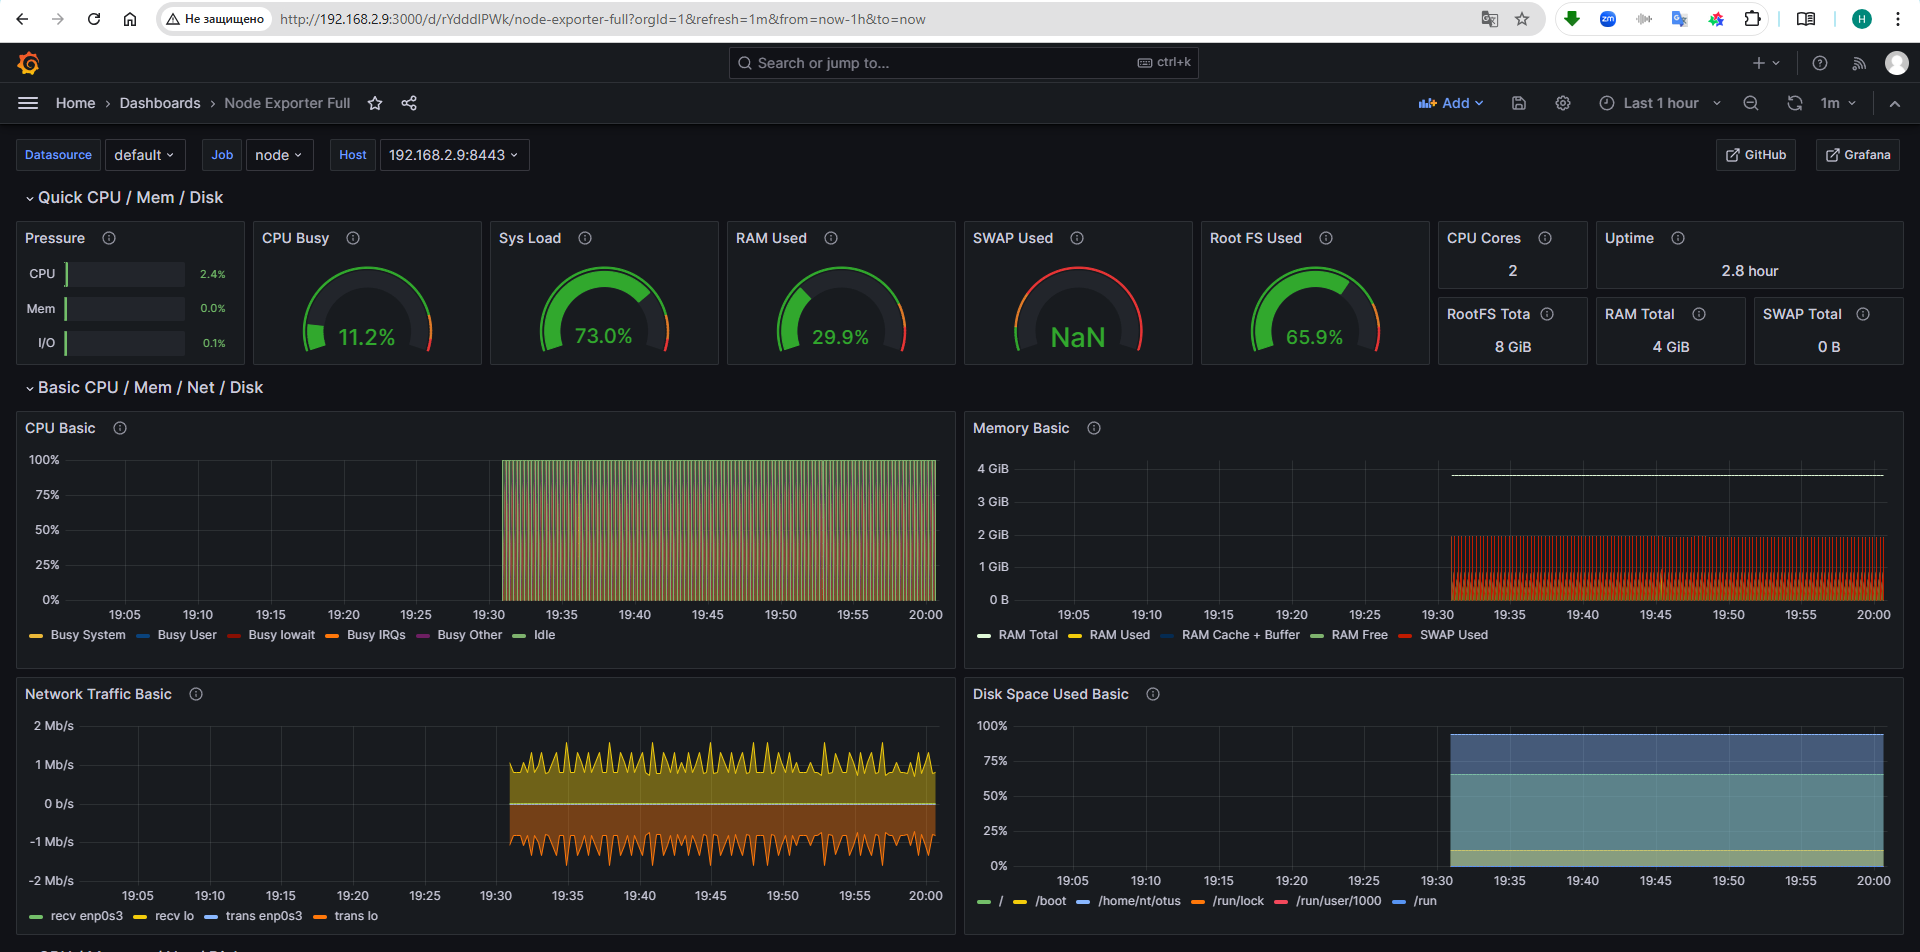 Не защищено http://192.168.2.9:3000/d/rYdddlPWk/node-exporter-full?orgId=1&refresh=1m&from=now-1h&to=now zm H
Search or jump to... ctrl+k
Home › Dashboards › Node Exporter Full Add Last 1 hour 1m
Datasource default Job node Host 192.168.2.9:8443 GitHub Grafana
Quick CPU / Mem / Disk
Pressure CPU Busy Sys Load RAM Used SWAP Used Root FS Used CPU Cores Uptime
CPU 2.4% 2 2.8 hour
Mem 0.0% RootFS Tota RAM Total SWAP Total
I/O 0.1% 11.2% 73.0% 29.9% NaN 65.9% 8 GiB 4 GiB 0 B
Basic CPU / Mem / Net / Disk
CPU Basic
100%
75%
50%
25%
0%
19:05 19:10 19:15 19:20 19:25 19:30 19:35 19:40 19:45 19:50 19:55 20:00
Busy System Busy User Busy Iowait Busy IRQs Busy Other Idle
Memory Basic
4 GiB
3 GiB
2 GiB
1 GiB
0 B
19:05 19:10 19:15 19:20 19:25 19:30 19:35 19:40 19:45 19:50 19:55 20:00
RAM Total RAM Used RAM Cache + Buffer RAM Free SWAP Used
Network Traffic Basic
2 Mb/s
1 Mb/s
0 b/s
-1 Mb/s
-2 Mb/s
19:05 19:10 19:15 19:20 19:25 19:30 19:35 19:40 19:45 19:50 19:55 20:00
recv enp0s3 recv lo trans enp0s3 trans lo
Disk Space Used Basic
100%
75%
50%
25%
0%
19:05 19:10 19:15 19:20 19:25 19:30 19:35 19:40 19:45 19:50 19:55 20:00
/ /boot /home/nt/otus /run/lock /run/user/1000 /run